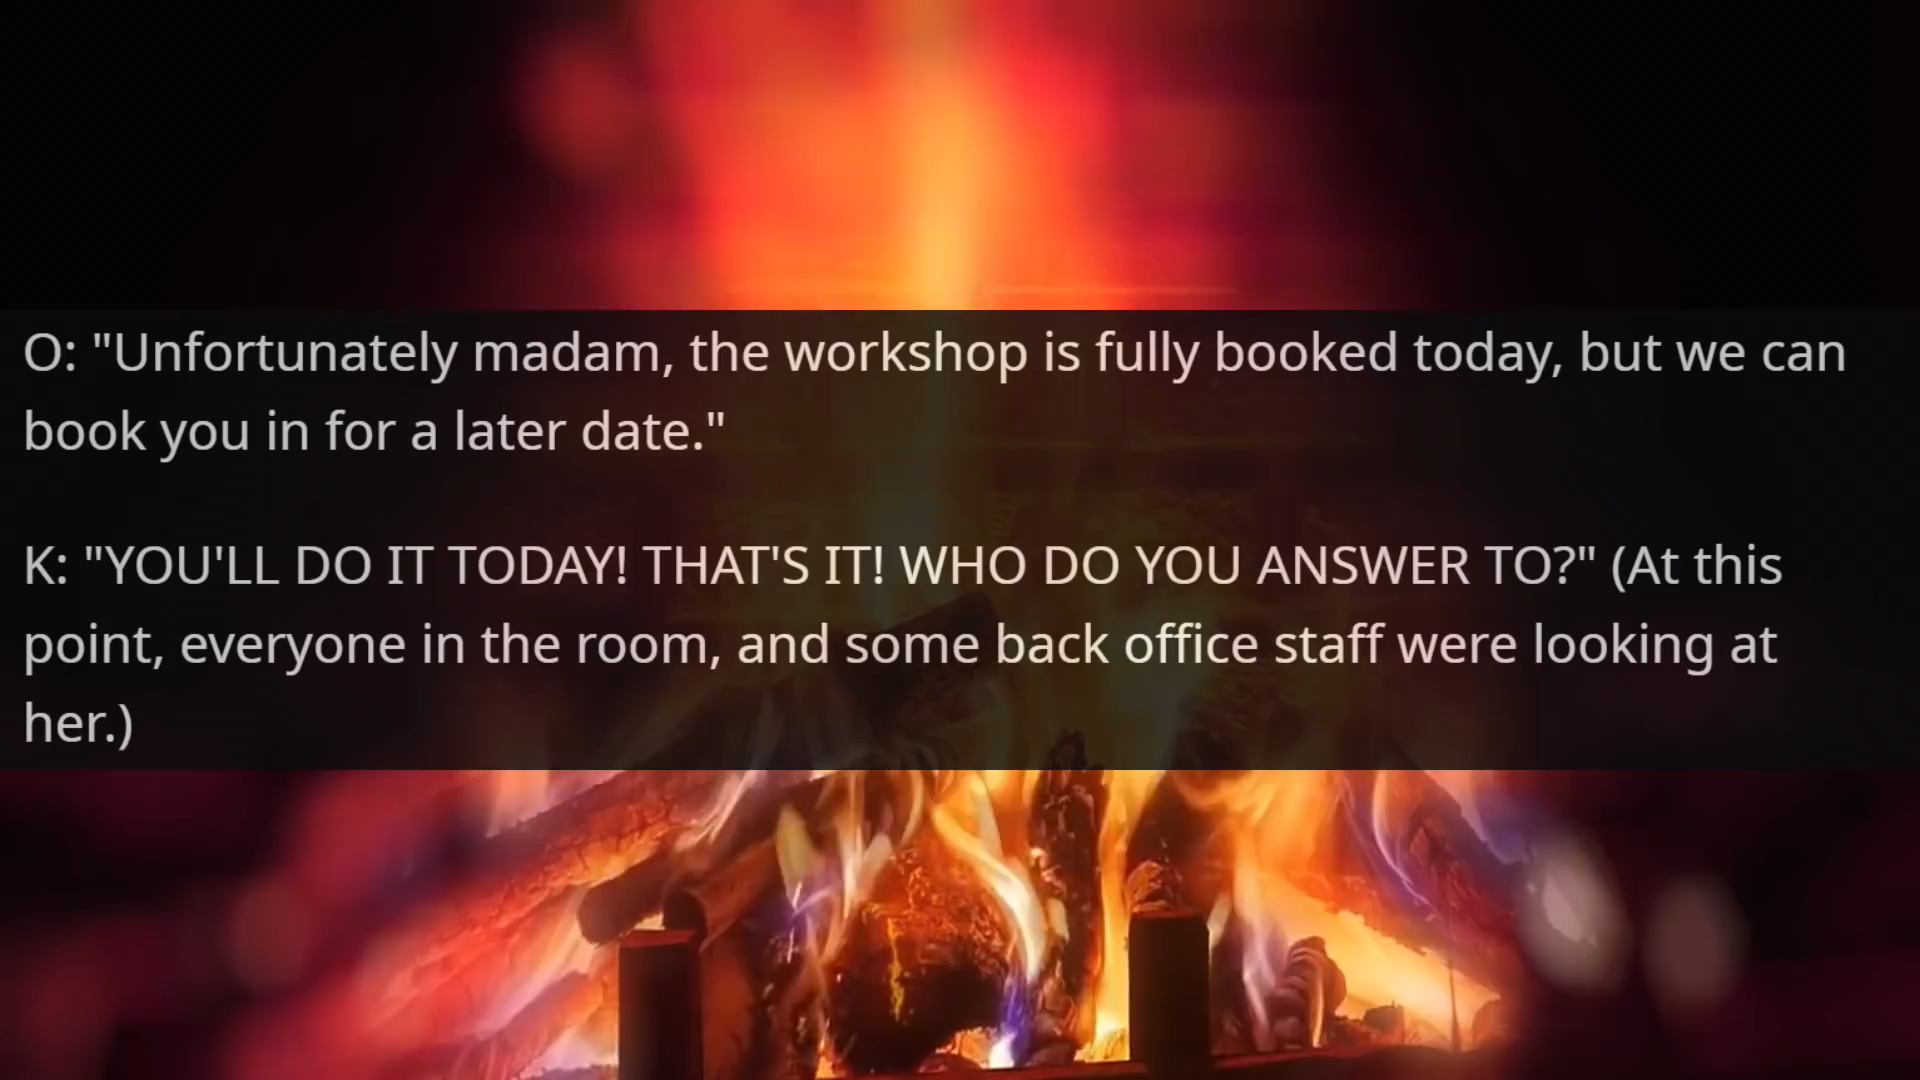 O: "Unfortunately madam, the workshop is fully booked today, but we can
book you in for a later date."
K: "YOU'LL DO IT TODAY! THAT'S IT! WHO DO YOU ANSWER TO?" (At this
point, everyone in the room, and some back office staff were looking at
her.)